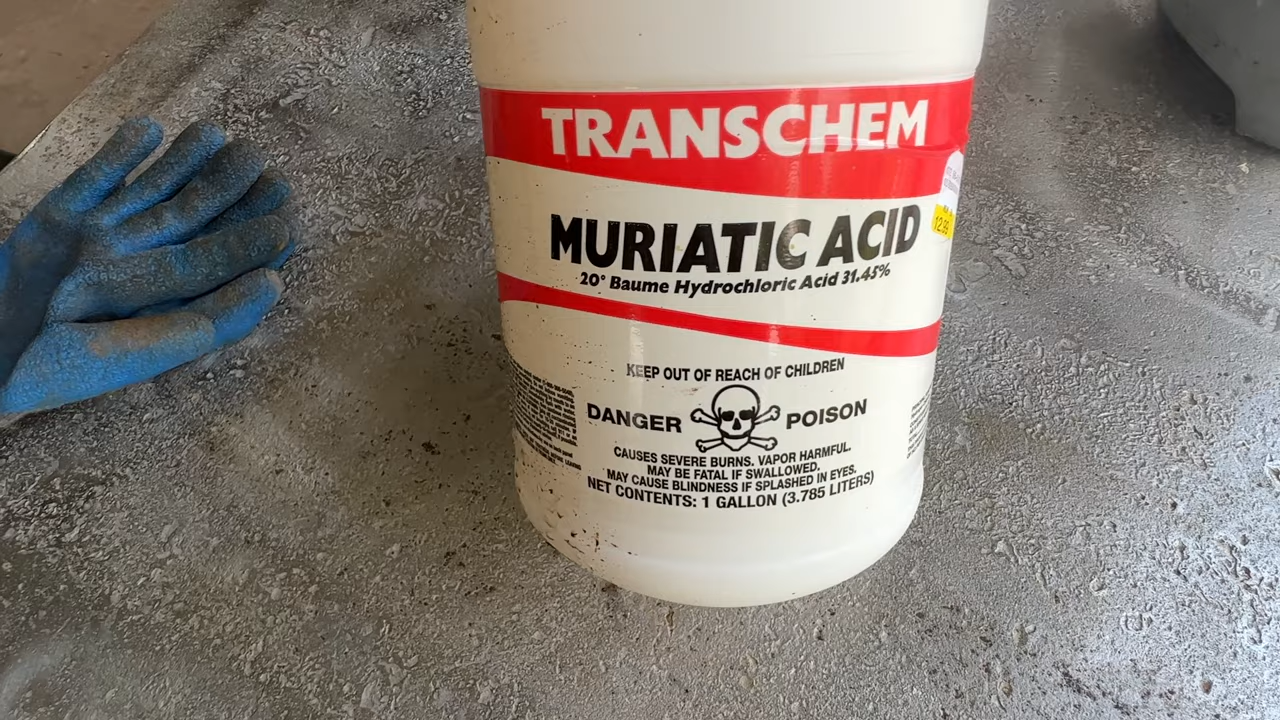 TRANSCHEM
MURIATIC ACID
20° Baume Hydrochloric Acid 31.45%
KEEP OUT OF REACH OF CHILDREN
DANGER POISON
CAUSES SEVERE BURNS. VAPOR HARMFUL.
MAY BE FATAL IF SWALLOWED.
MAY CAUSE BLINDNESS IF SPLASHED IN EYES.
NET CONTENTS: 1 GALLON (3.785 LITERS)